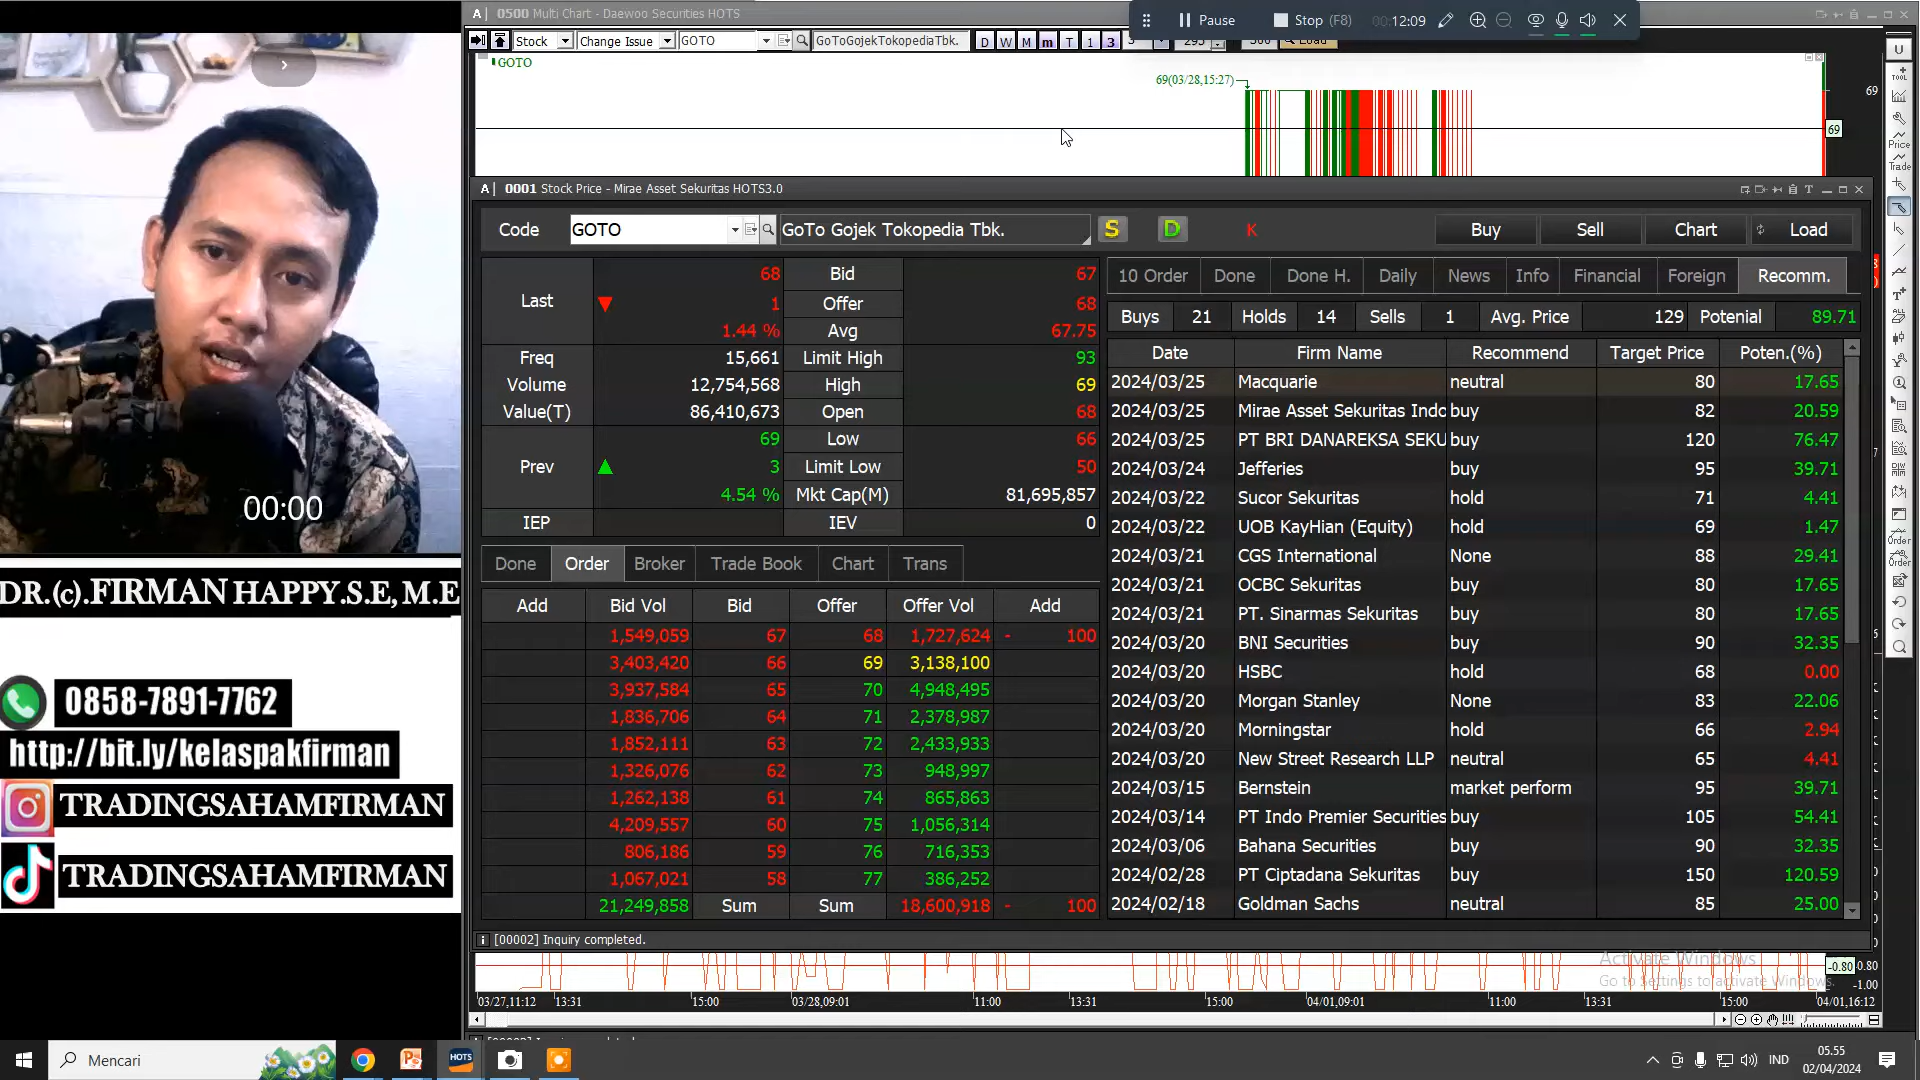 A 0500 Multi Chart - Daewoo Securities HOTS
Pause Stop (F8) 00:12:09
Stock Change Issue GOTO GoToGojekTokopediaTbk. D W M m T 1 3 Load
GOTO
69(03/28,15:27)
69
69
U
TOOL
Price
Trade
ALL
Order
Order
A 0001 Stock Price - Mirae Asset Sekuritas HOTS3.0
Code GOTO GoTo Gojek Tokopedia Tbk. S D K Buy Sell Chart Load
Last 68 Bid 67
1 Offer 68
1.44 % Avg 67.75
Freq 15,661 Limit High 93
Volume 12,754,568 High 69
Value(T) 86,410,673 Open 68
69 Low 66
Prev 3 Limit Low 50
4.54 % Mkt Cap(M) 81,695,857
IEP IEV 0
Done Order Broker Trade Book Chart Trans
Add Bid Vol Bid Offer Offer Vol Add
1,549,059 67 68 1,727,624 - 100
3,403,420 66 69 3,138,100
3,937,584 65 70 4,948,495
1,836,706 64 71 2,378,987
1,852,111 63 72 2,433,933
1,326,076 62 73 948,997
1,262,138 61 74 865,863
4,209,557 60 75 1,056,314
806,186 59 76 716,353
1,067,021 58 77 386,252
21,249,858 Sum Sum 18,600,918 - 100
10 Order Done Done H. Daily News Info Financial Foreign Recomm.
Buys 21 Holds 14 Sells 1 Avg. Price 129 Potenial 89.71
Date Firm Name Recommend Target Price Poten.(%)
2024/03/25 Macquarie neutral 80 17.65
2024/03/25 Mirae Asset Sekuritas Indo buy 82 20.59
2024/03/25 PT BRI DANAREKSA SEKU buy 120 76.47
2024/03/24 Jefferies buy 95 39.71
2024/03/22 Sucor Sekuritas hold 71 4.41
2024/03/22 UOB KayHian (Equity) hold 69 1.47
2024/03/21 CGS International None 88 29.41
2024/03/21 OCBC Sekuritas buy 80 17.65
2024/03/21 PT. Sinarmas Sekuritas buy 80 17.65
2024/03/20 BNI Securities buy 90 32.35
2024/03/20 HSBC hold 68 0.00
2024/03/20 Morgan Stanley None 83 22.06
2024/03/20 Morningstar hold 66 2.94
2024/03/20 New Street Research LLP neutral 65 4.41
2024/03/15 Bernstein market perform 95 39.71
2024/03/14 PT Indo Premier Securities buy 105 54.41
2024/03/06 Bahana Securities buy 90 32.35
2024/02/28 PT Ciptadana Sekuritas buy 150 120.59
2024/02/18 Goldman Sachs neutral 85 25.00
[00002] Inquiry completed.
Activate Windows
Go to Settings to activate Windows.
-0.80 0.80
-1.00
03/27,11:12 13:31 15:00 03/28,09:01 11:00 13:31 15:00 04/01,09:01 11:00 13:31 15:00 04/01,16:12
00:00
DR.(c).FIRMAN HAPPY.S.E, M.E
0858-7891-7762
http://bit.ly/kelaspakfirman
TRADINGSAHAMFIRMAN
TRADINGSAHAMFIRMAN
Mencari HOTS IND 05.55
02/04/2024